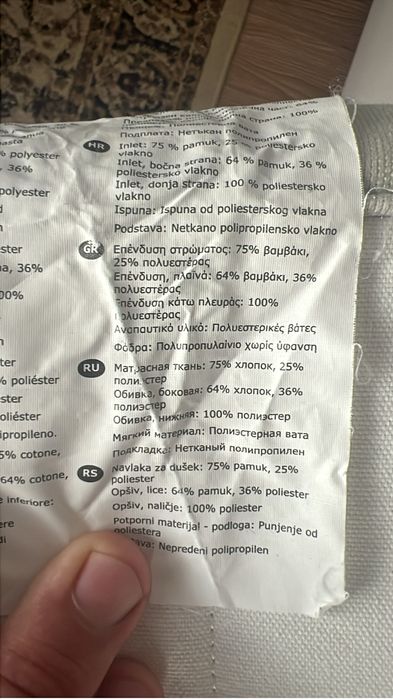 страна: 100%
Подплата: Нетъкан полипропилен
HR Inlet: 75 % pamuk, 25 % poliestersko
vlakno
Inlet, bočna strana: 64 % pamuk, 36 %
poliestersko vlakno
Inlet, donja strana: 100 % poliestersko
vlakno
Ispuna: Ispuna od poliesterskog vlakna
Podstava: Netkano polipropilensko vlakno
GR Επένδυση στρώματος: 75% βαμβάκι,
25% πολυεστέρας
Επένδυση, πλαϊνά: 64% βαμβάκι, 36%
πολυεστέρας
Επένδυση κάτω πλευράς: 100%
πολυεστέρας
Αναπαυτικό υλικό: Πολυεστερικές βάτες
Φόδρα: Πολυπροπυλαίνιο χωρίς ύφανση
RU Матрасная ткань: 75% хлопок, 25%
полиэстер
Обивка, боковая: 64% хлопок, 36%
полиэстер
Обивка, нижняя: 100% полиэстер
Мягкий материал: Полиэстерная вата
Подкладка: Нетканый полипропилен
RS Navlaka za dušek: 75% pamuk, 25%
poliester
Opšiv, lice: 64% pamuk, 36% poliester
Opšiv, naličje: 100% poliester
Potporni materijal - podloga: Punjenje od
poliestera
Nepredeni polipropilen
% polyester
, 36%
polyester
ster
na, 36%
00%
ter
% poliéster
ster
oliéster
ipropileno.
5% cotone,
64% cotone,
e inferiore:
ere
di